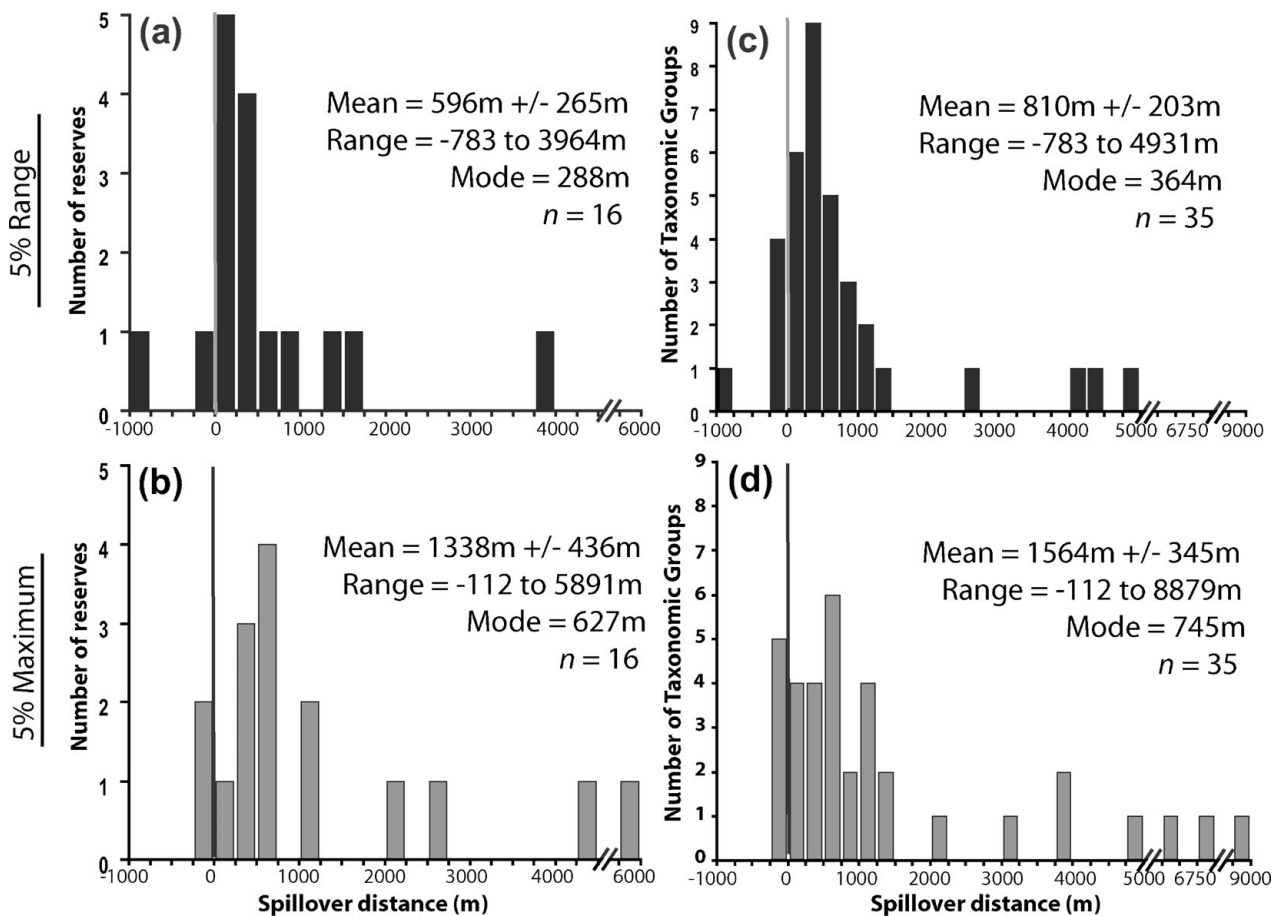 5% Range
(a)
Number of reserves
5
4
3
2
1
0
Mean = 596m +/- 265m
Range = -783 to 3964m
Mode = 288m
n = 16
-1000 0 1000 2000 3000 4000 6000
(c)
Number of Taxonomic Groups
9
8
7
6
5
4
3
2
1
0
Mean = 810m +/- 203m
Range = -783 to 4931m
Mode = 364m
n = 35
-1000 0 1000 2000 3000 4000 5000 6750 9000
5% Maximum
(b)
Number of reserves
5
4
3
2
1
0
Mean = 1338m +/- 436m
Range = -112 to 5891m
Mode = 627m
n = 16
-1000 0 1000 2000 3000 4000 6000
Spillover distance (m)
(d)
Number of Taxonomic Groups
9
8
7
6
5
4
3
2
1
0
Mean = 1564m +/- 345m
Range = -112 to 8879m
Mode = 745m
n = 35
-1000 0 1000 2000 3000 4000 5000 6750 9000
Spillover distance (m)